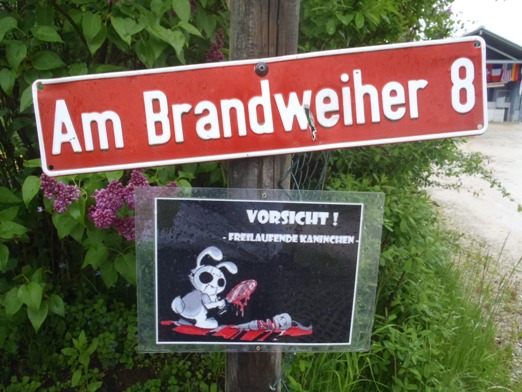 Am Brandweiher 8
VORSICHT !
- FREILAUFENDE KANINCHEN -